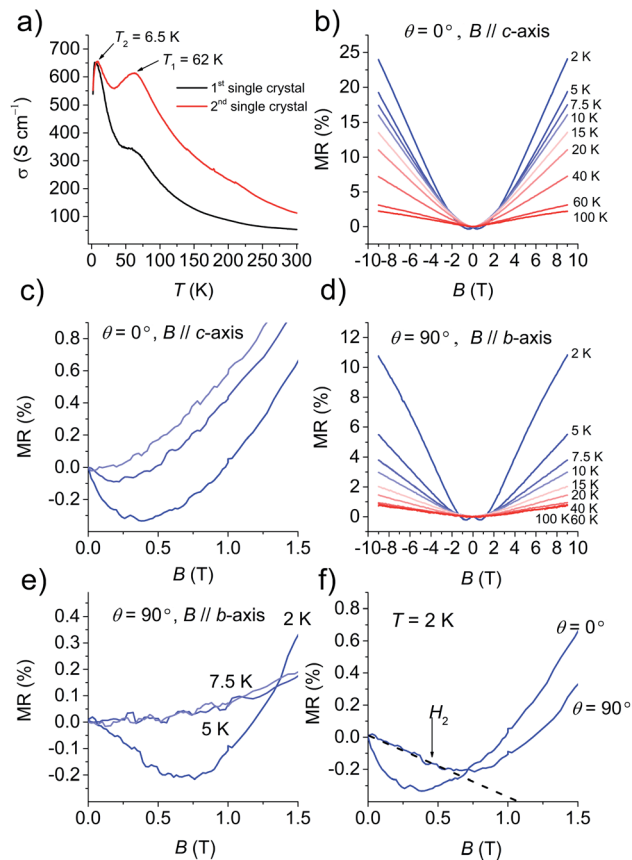 a)
T2 = 6.5 K
T1 = 62 K
1st single crystal
2nd single crystal
σ (S cm⁻¹)
700
600
500
400
300
200
100
0 50 100 150 200 250 300
T (K)
b)
θ = 0°, B // c-axis
MR (%)
25
20
15
10
5
0
2 K
5 K
7.5 K
10 K
15 K
20 K
40 K
60 K
100 K
-10 -8 -6 -4 -2 0 2 4 6 8 10
B (T)
c)
θ = 0°, B // c-axis
MR (%)
0.8
0.6
0.4
0.2
0.0
-0.2
0.0 0.5 1.0 1.5
B (T)
d)
θ = 90°, B // b-axis
MR (%)
12
10
8
6
4
2
0
2 K
5 K
7.5 K
10 K
15 K
20 K
40 K
100 K 60 K
-10 -8 -6 -4 -2 0 2 4 6 8 10
B (T)
e)
θ = 90°, B // b-axis
2 K
7.5 K
5 K
MR (%)
0.4
0.3
0.2
0.1
0.0
-0.1
-0.2
0.0 0.5 1.0 1.5
B (T)
f)
T = 2 K
θ = 0°
θ = 90°
H2
MR (%)
0.8
0.6
0.4
0.2
0.0
-0.2
0.0 0.5 1.0 1.5
B (T)